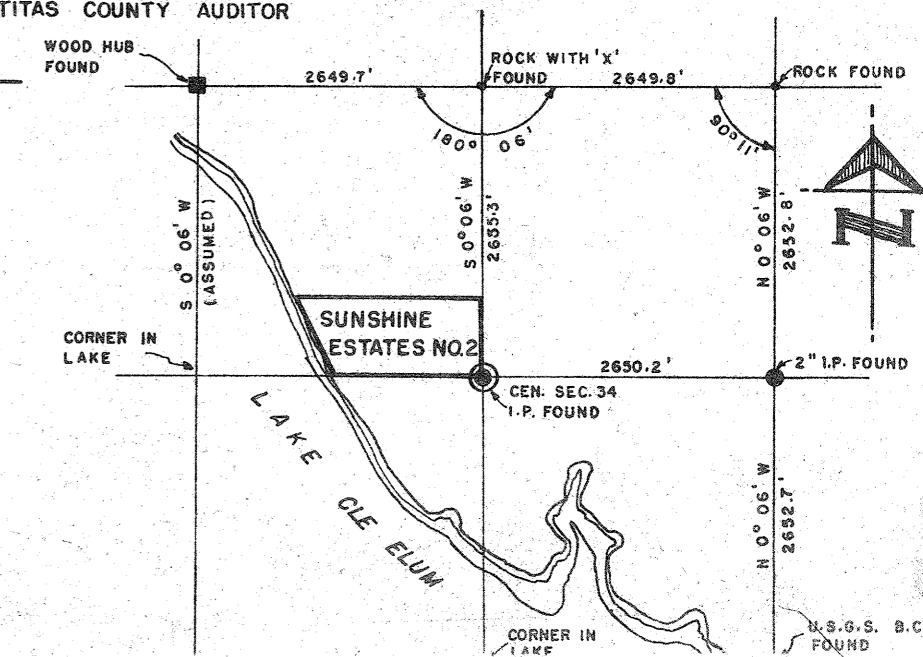 TITAS COUNTY AUDITOR
WOOD HUB
FOUND
2649.7'
ROCK WITH 'X'
FOUND
2649.8'
ROCK FOUND
180° 06'
90°11'
S 0° 06' W
(ASSUMED)
S 0° 06' W
2655.3'
N 0° 06' W
2652.8'
N
SUNSHINE
ESTATES NO.2
CORNER IN
LAKE
2650.2'
2" I.P. FOUND
CEN. SEC. 34
I.P. FOUND
LAKE
CLE ELUM
N 0° 06' W
2652.7'
CORNER IN
LAKE
U.S.G.S. B.C
FOUND